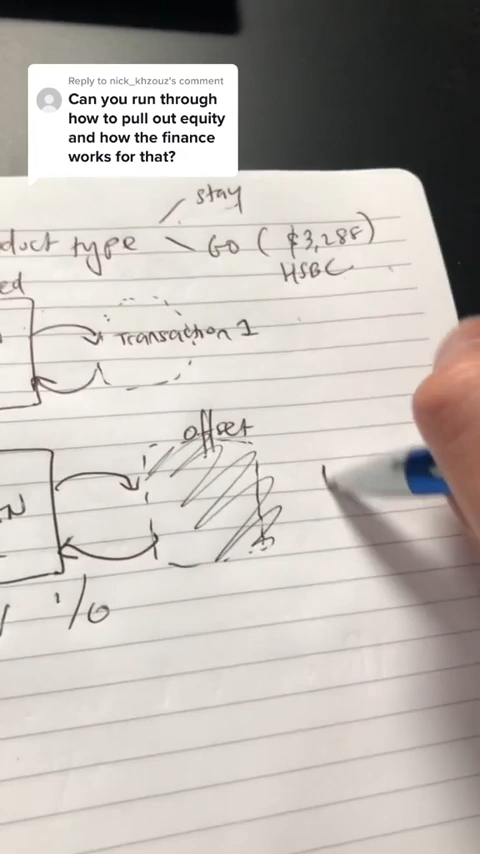 Reply to nick_khzouz's comment
Can you run through
how to pull out equity
and how the finance
works for that?
stay
duct type GO ($3,288)
HSBC
ed
Transaction 1
offset
N
1%